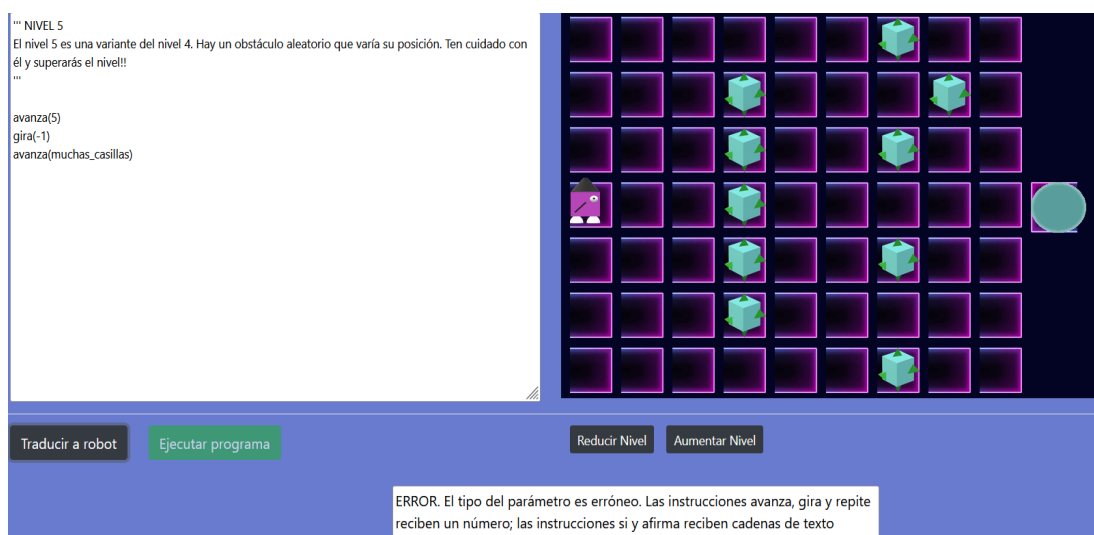 ''' NIVEL 5
El nivel 5 es una variante del nivel 4. Hay un obstáculo aleatorio que varía su posición. Ten cuidado con
él y superarás el nivel!!
'''
avanza(5)
gira(-1)
avanza(muchas_casillas)
Traducir a robot
Ejecutar programa
Reducir Nivel
Aumentar Nivel
ERROR. El tipo del parámetro es erróneo. Las instrucciones avanza, gira y repite
reciben un número; las instrucciones si y afirma reciben cadenas de texto